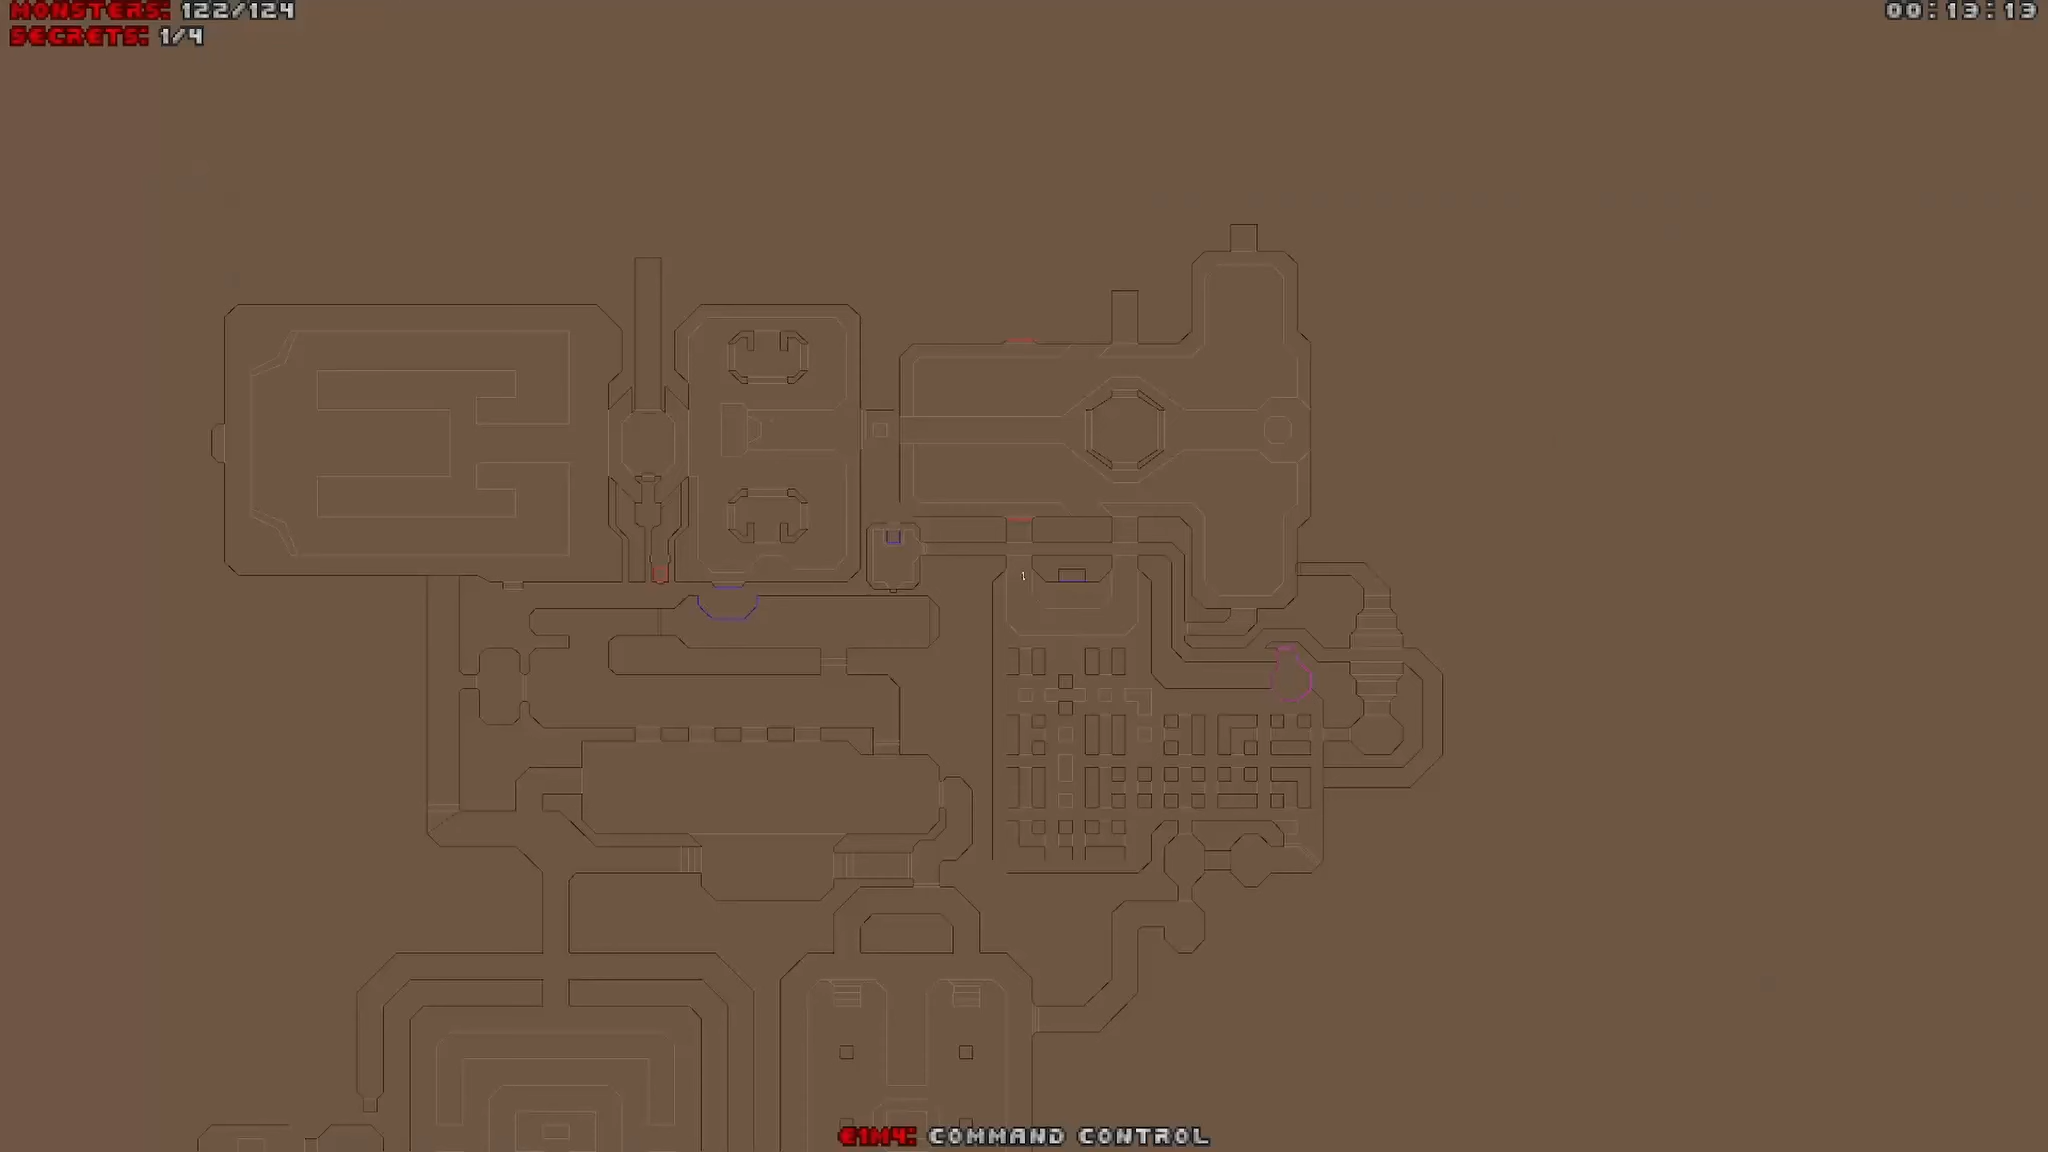 MONSTERS: 122/124
00:13:13
SECRETS: 1/4
E1M4: COMMAND CONTROL